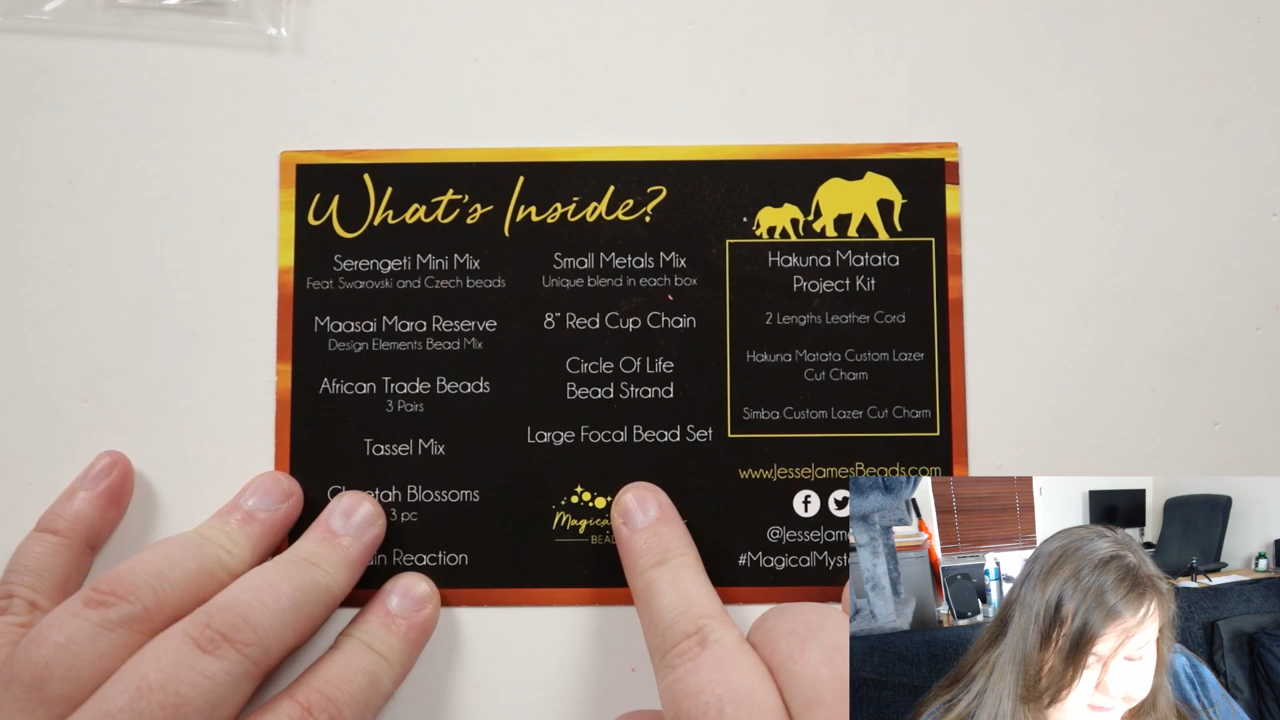 What's Inside?
Serengeti Mini Mix
Feat. Swarovski and Czech beads
Maasai Mara Reserve
Design Elements Bead Mix
African Trade Beads
3 Pairs
Tassel Mix
Blossoms
3 pc
Reaction
Small Metals Mix
Unique blend in each box
8" Red Cup Chain
Circle Of Life
Bead Strand
Large Focal Bead Set
Hakuna Matata
Project Kit
2 Lengths Leather Cord
Hakuna Matata Custom Lazer
Cut Charm
Simba Custom Lazer Cut Charm
www.JesseJamesBeads.com